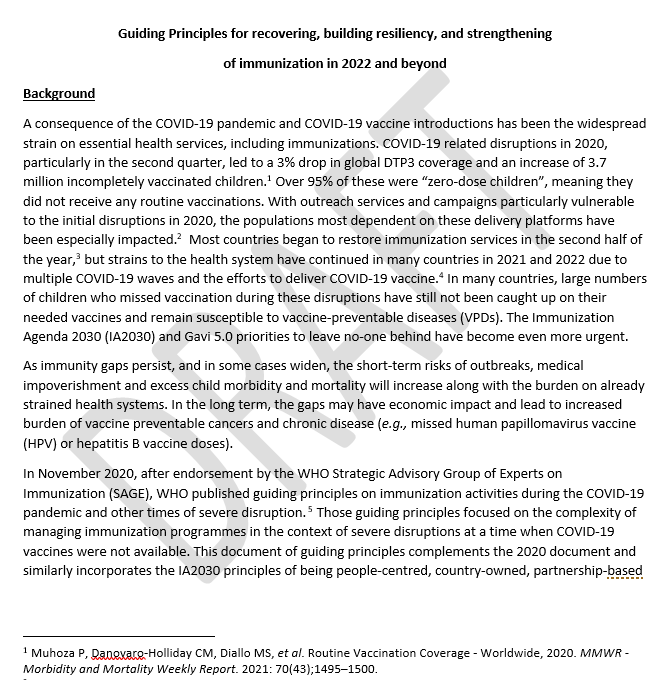 Guiding Principles for recovering, building resiliency, and strengthening
of immunization in 2022 and beyond
Background
A consequence of the COVID-19 pandemic and COVID-19 vaccine introductions has been the widespread
strain on essential health services, including immunizations. COVID-19 related disruptions in 2020,
particularly in the second quarter, led to a 3% drop in global DTP3 coverage and an increase of 3.7
million incompletely vaccinated children.¹ Over 95% of these were “zero-dose children”, meaning they
did not receive any routine vaccinations. With outreach services and campaigns particularly vulnerable
to the initial disruptions in 2020, the populations most dependent on these delivery platforms have
been especially impacted.² Most countries began to restore immunization services in the second half of
the year,³ but strains to the health system have continued in many countries in 2021 and 2022 due to
multiple COVID-19 waves and the efforts to deliver COVID-19 vaccine.⁴ In many countries, large numbers
of children who missed vaccination during these disruptions have still not been caught up on their
needed vaccines and remain susceptible to vaccine-preventable diseases (VPDs). The Immunization
Agenda 2030 (IA2030) and Gavi 5.0 priorities to leave no-one behind have become even more urgent.
As immunity gaps persist, and in some cases widen, the short-term risks of outbreaks, medical
impoverishment and excess child morbidity and mortality will increase along with the burden on already
strained health systems. In the long term, the gaps may have economic impact and lead to increased
burden of vaccine preventable cancers and chronic disease (e.g., missed human papillomavirus vaccine
(HPV) or hepatitis B vaccine doses).
In November 2020, after endorsement by the WHO Strategic Advisory Group of Experts on
Immunization (SAGE), WHO published guiding principles on immunization activities during the COVID-19
pandemic and other times of severe disruption.⁵ Those guiding principles focused on the complexity of
managing immunization programmes in the context of severe disruptions at a time when COVID-19
vaccines were not available. This document of guiding principles complements the 2020 document and
similarly incorporates the IA2030 principles of being people-centred, country-owned, partnership-based
¹ Muhoza P, Danovaro-Holliday CM, Diallo MS, et al. Routine Vaccination Coverage - Worldwide, 2020. MMWR -
Morbidity and Mortality Weekly Report. 2021: 70(43);1495–1500.
DRAFT